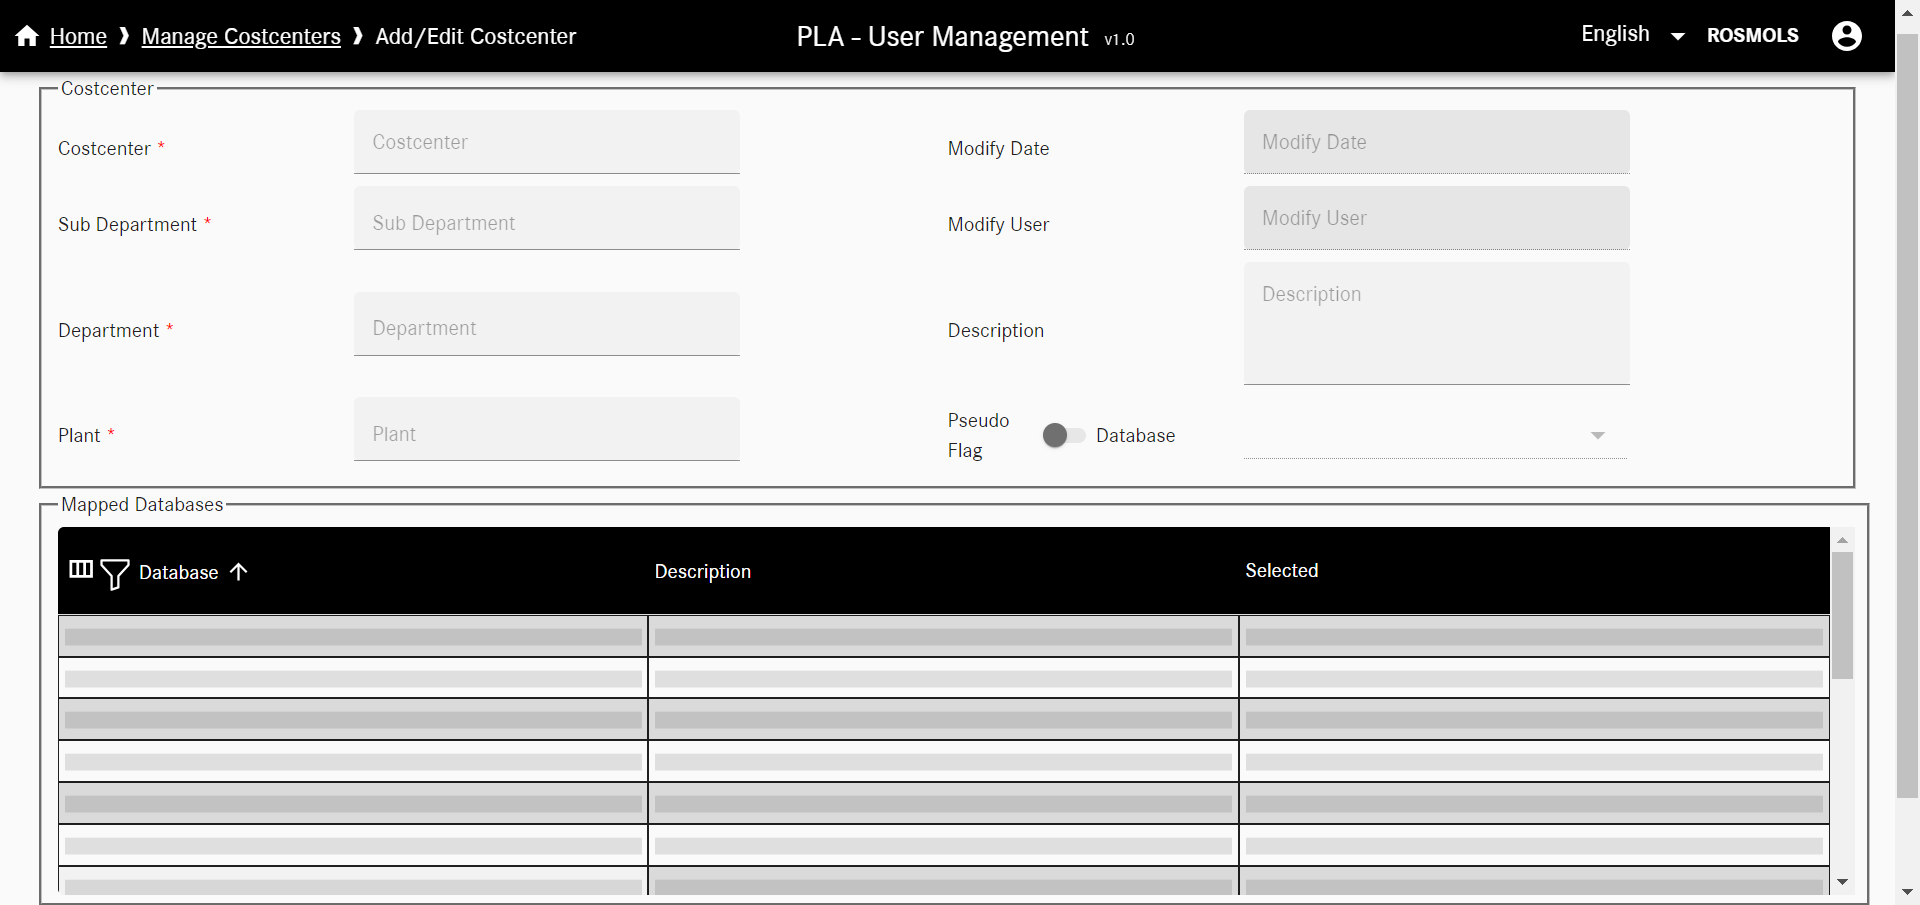 Home ❱ Manage Costcenters ❱ Add/Edit Costcenter
PLA - User Management v1.0
English
ROSMOLS
Costcenter
Costcenter * Costcenter
Modify Date Modify Date
Sub Department * Sub Department
Modify User Modify User
Department * Department
Description Description
Plant * Plant
Pseudo Flag
Database
Mapped Databases
Database Description Selected